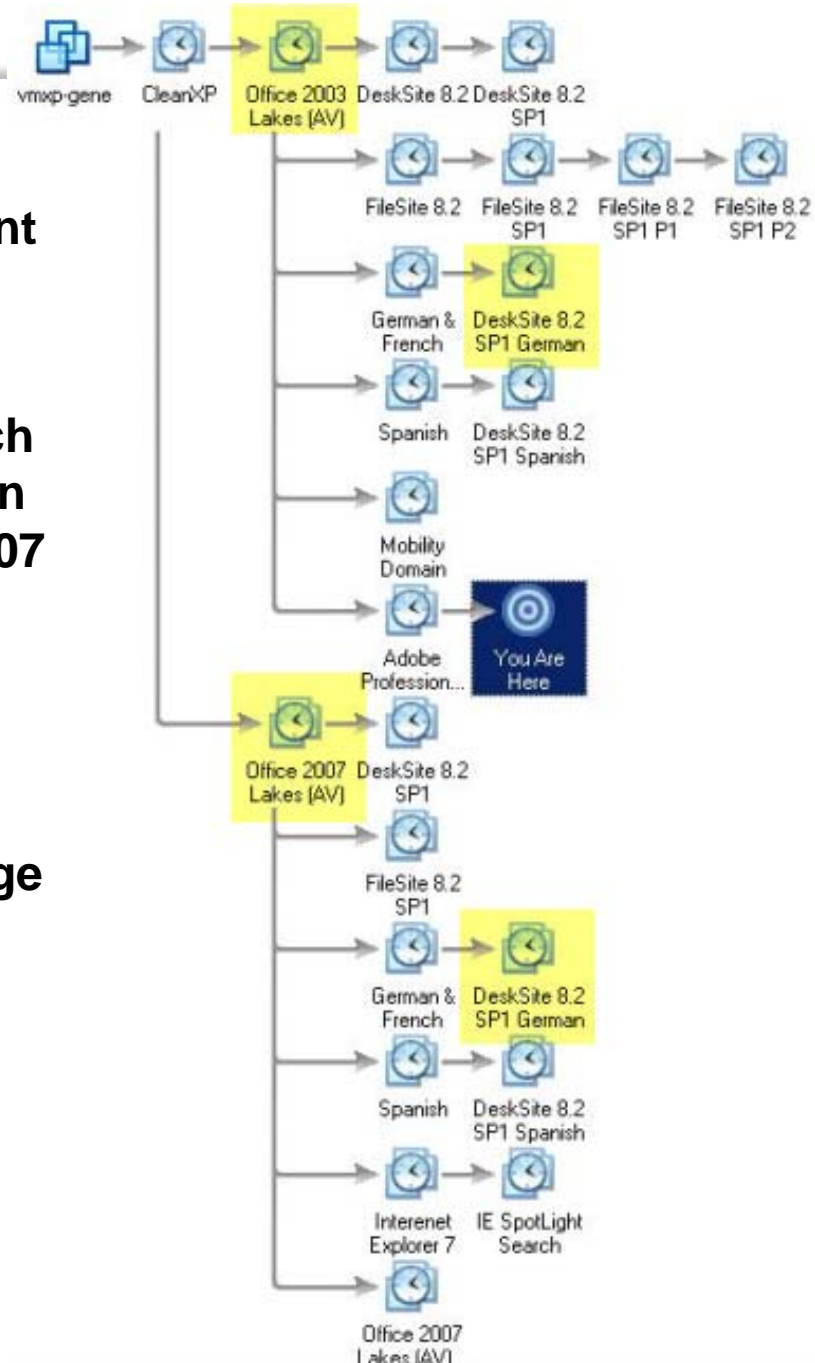 vmxp-gene
CleanXP
Office 2003
Lakes (AV)
DeskSite 8.2
DeskSite 8.2
SP1
FileSite 8.2
FileSite 8.2
SP1
FileSite 8.2
SP1 P1
FileSite 8.2
SP1 P2
nt
German &
French
DeskSite 8.2
SP1 German
ch
n
07
Spanish
DeskSite 8.2
SP1 Spanish
Mobility
Domain
Adobe
Profession...
You Are
Here
Office 2007
Lakes (AV)
DeskSite 8.2
SP1
ge
FileSite 8.2
SP1
German &
French
DeskSite 8.2
SP1 German
Spanish
DeskSite 8.2
SP1 Spanish
Interenet
Explorer 7
IE SpotLight
Search
Office 2007
Lakes (AV)